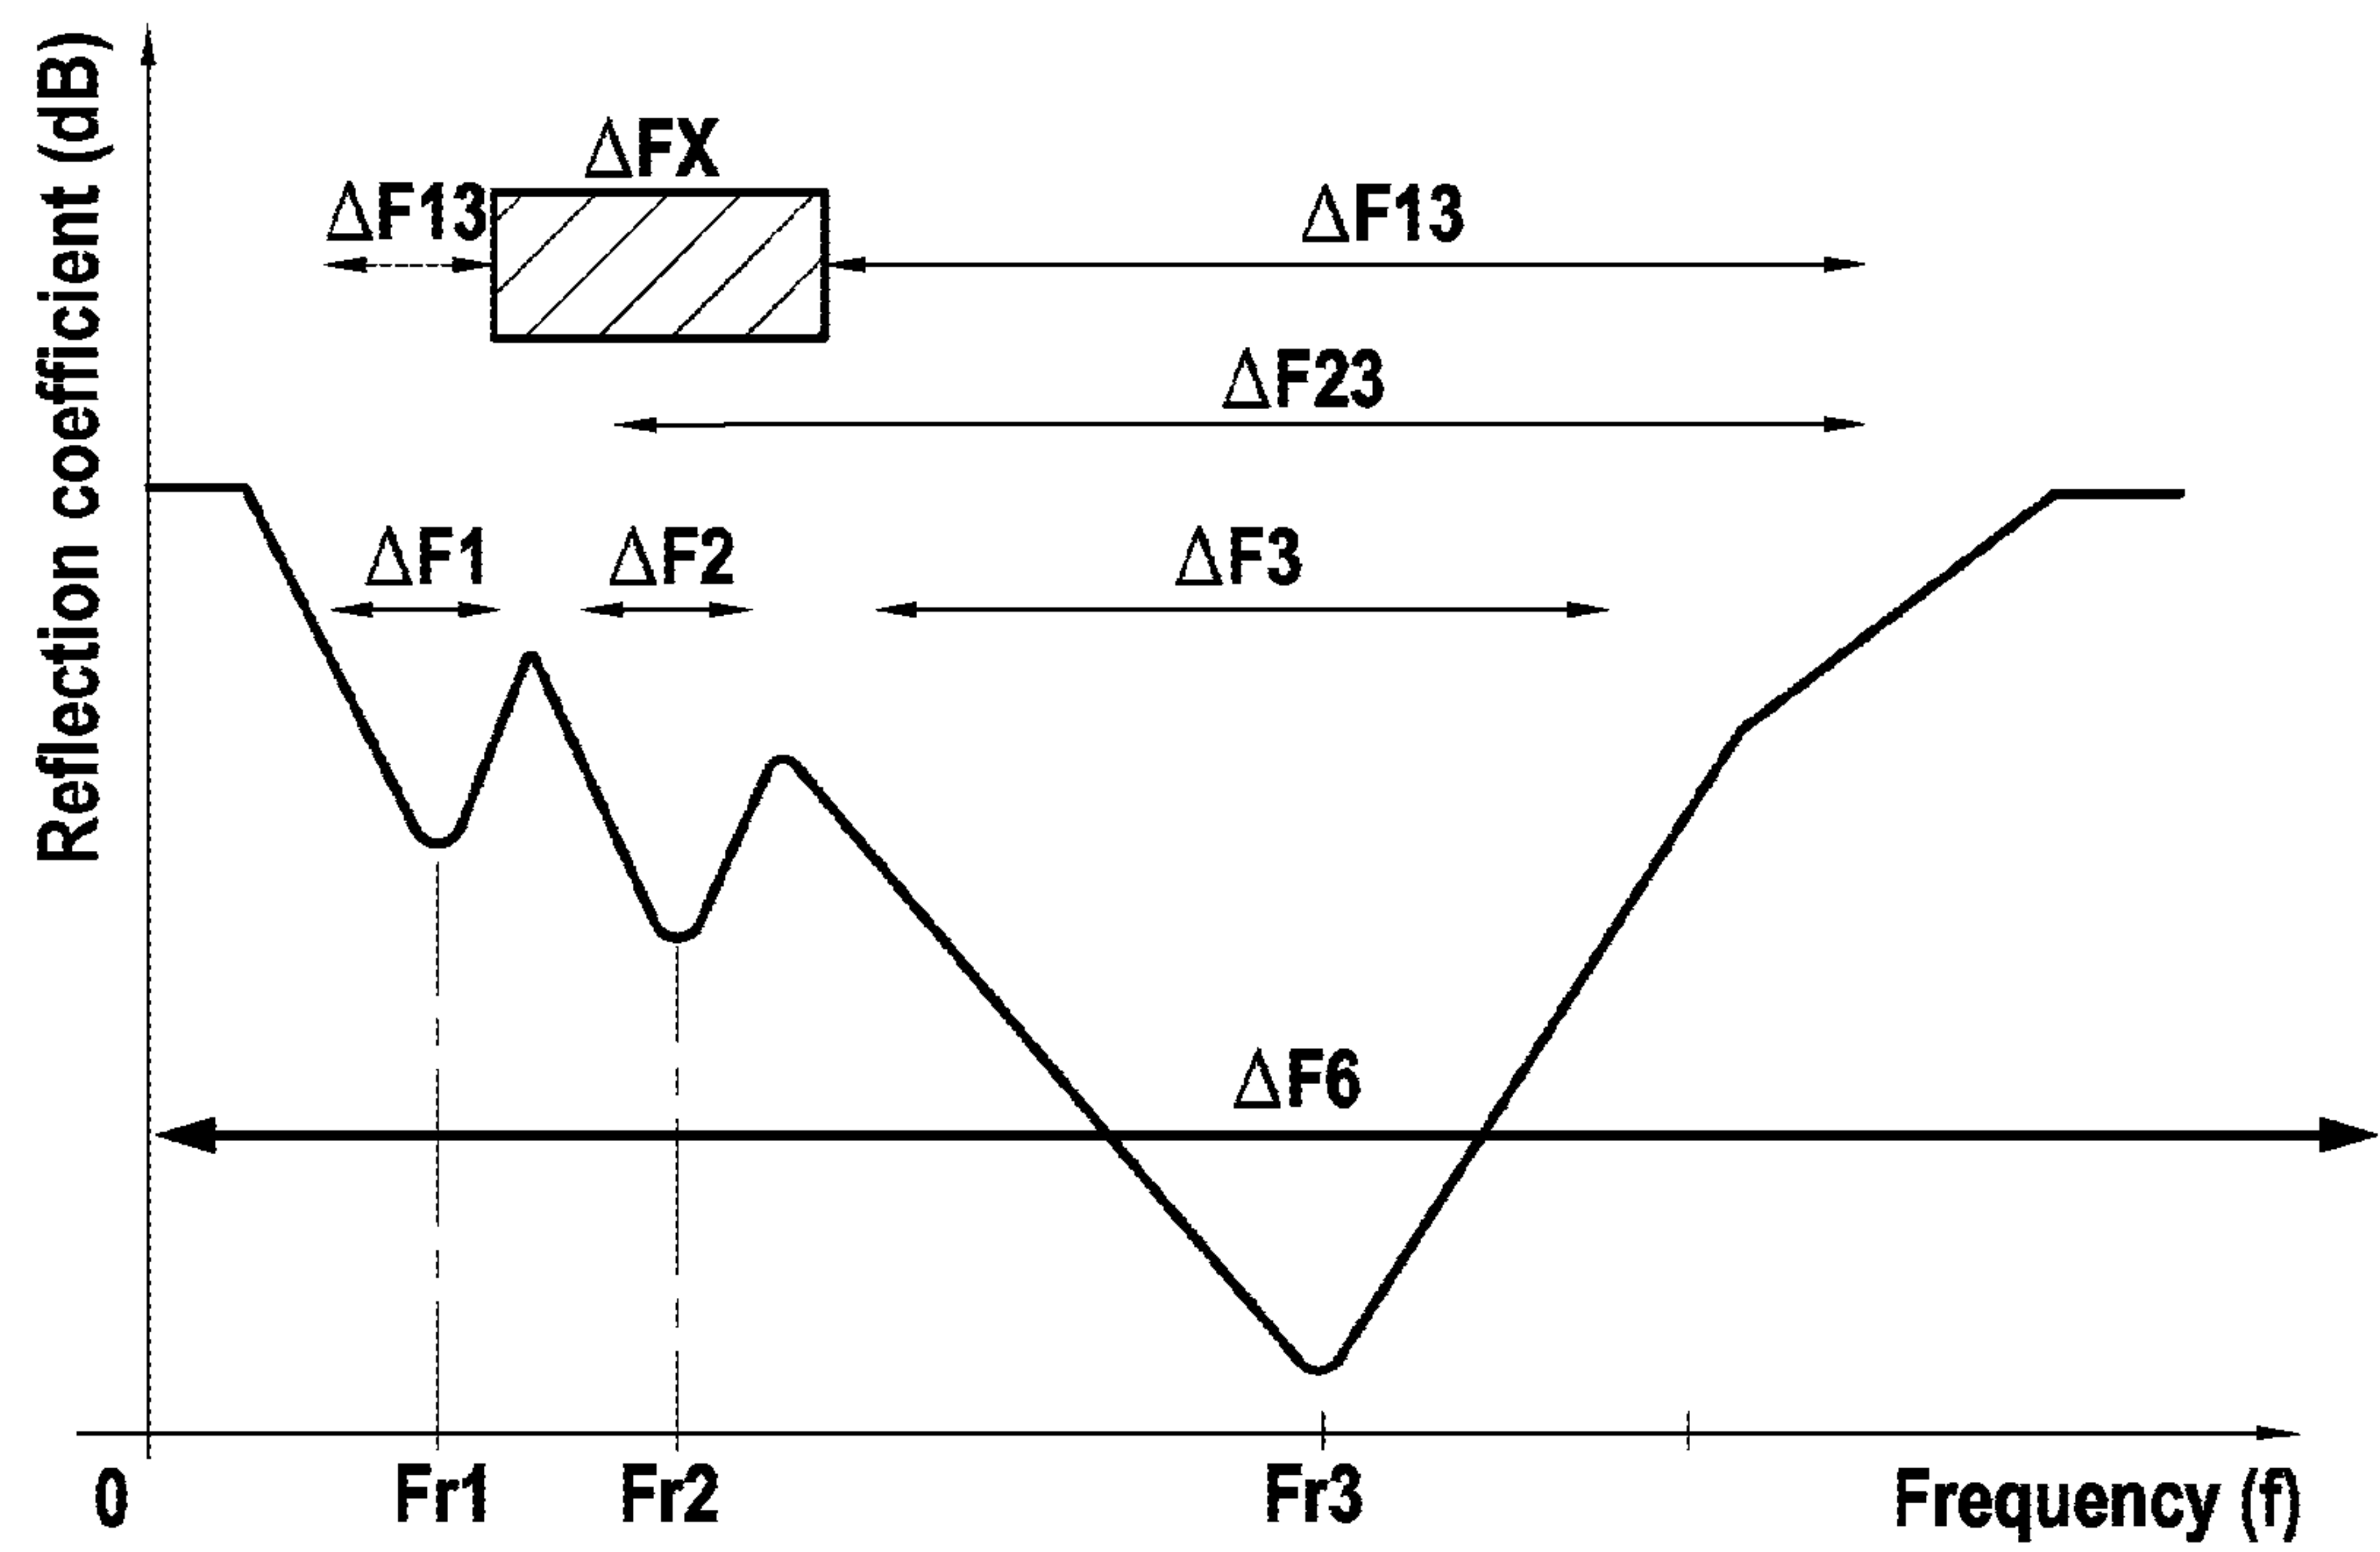 Reflection coefficient (dB)
ΔFX
ΔF13
ΔF13
ΔF23
ΔF1
ΔF2
ΔF3
ΔF6
0
Fr1
Fr2
Fr3
Frequency (f)